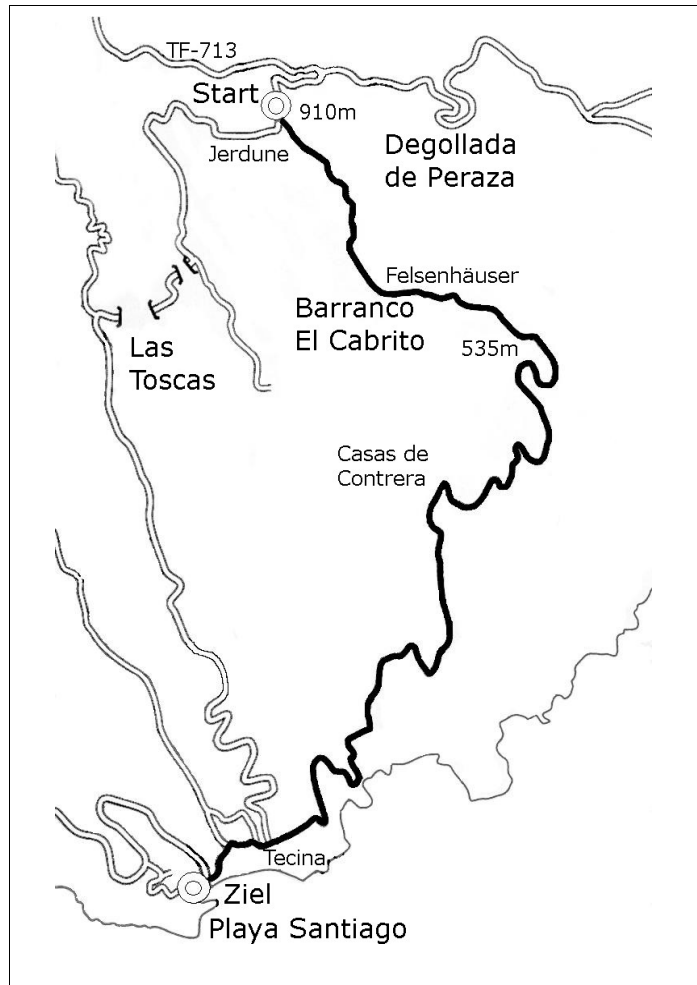 TF-713
Start
910m
Jerdune
Degollada
de Peraza
Felsenhäuser
Barranco
El Cabrito
535m
Las
Toscas
Casas de
Contrera
Tecina
Ziel
Playa Santiago